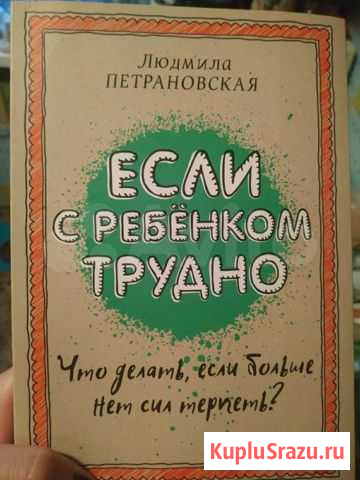 Людмила
ПЕТРАНОВСКАЯ
ЕСЛИ
С РЕБЁНКОМ
ТРУДНО
Что делать, если больше
нет сил терпеть?
KupluSrazu.ru